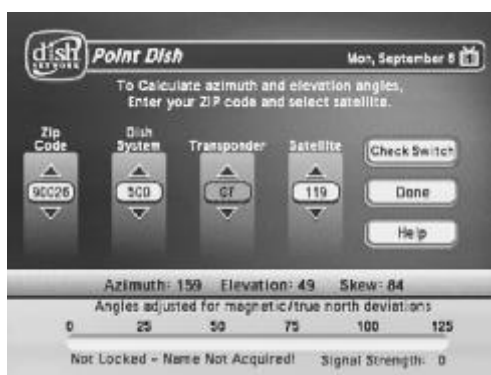 dish NETWORK
Point Dish
Mon, September 8
To Calculate azimuth and elevation angles,
Enter your ZIP code and select satellite.
Zip Code
Dish System
Transponder
Satellite
90026
500
119
Check Switch
Done
Help
Azimuth: 159 Elevation: 49 Skew: 84
Angles adjusted for magnetic/true north deviations
0 25 50 75 100 125
Not Locked - Name Not Acquired! Signal Strength: 0